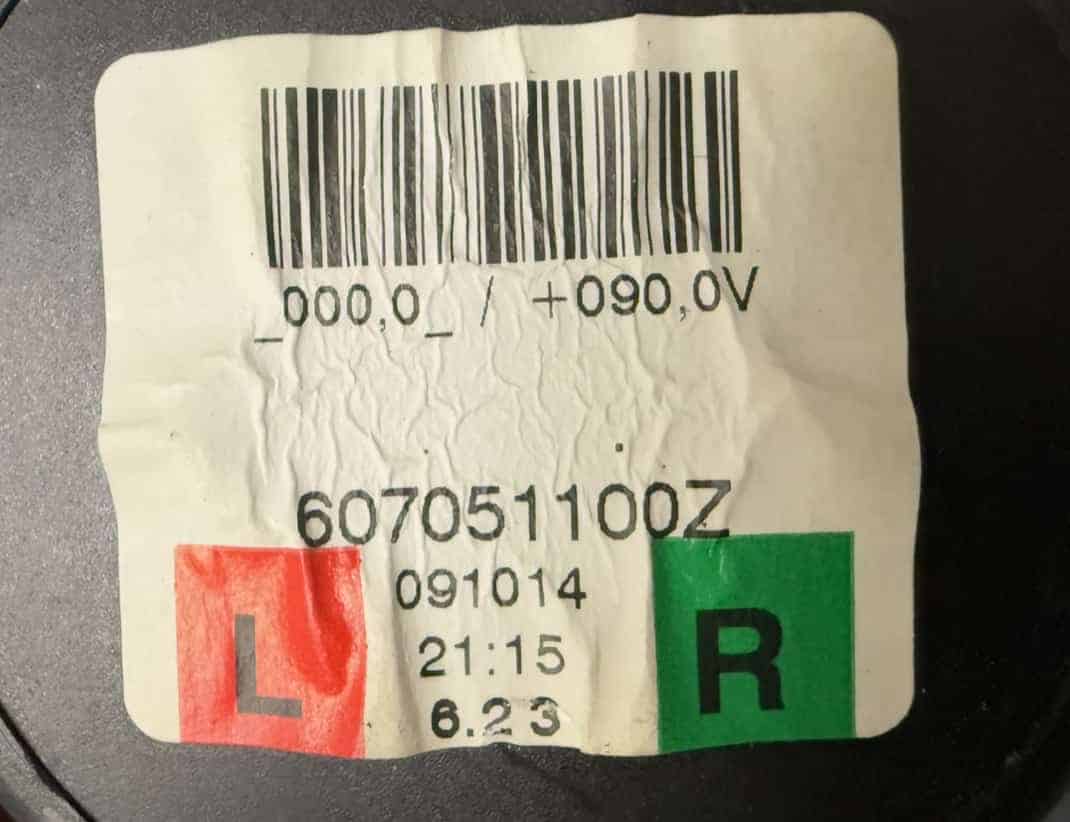 _000,0_ / +090,0V
607051100Z
091014
L
21:15
R
6.23